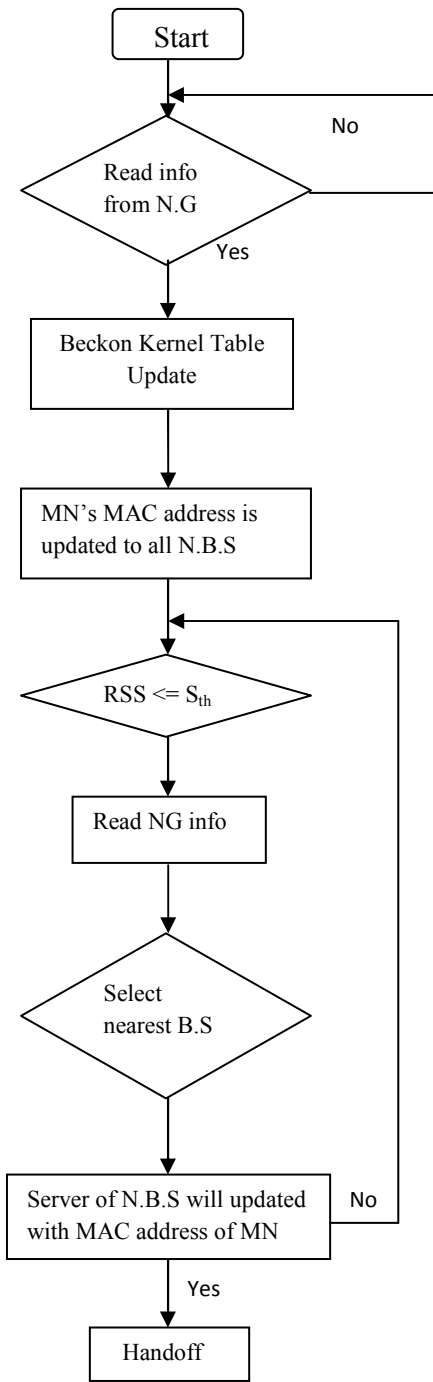 Start
No
Read info
from N.G
Yes
Beckon Kernel Table
Update
MN's MAC address is
updated to all N.B.S
RSS <= Sth
Read NG info
Select
nearest B.S
Server of N.B.S will updated
with MAC address of MN
No
Yes
Handoff